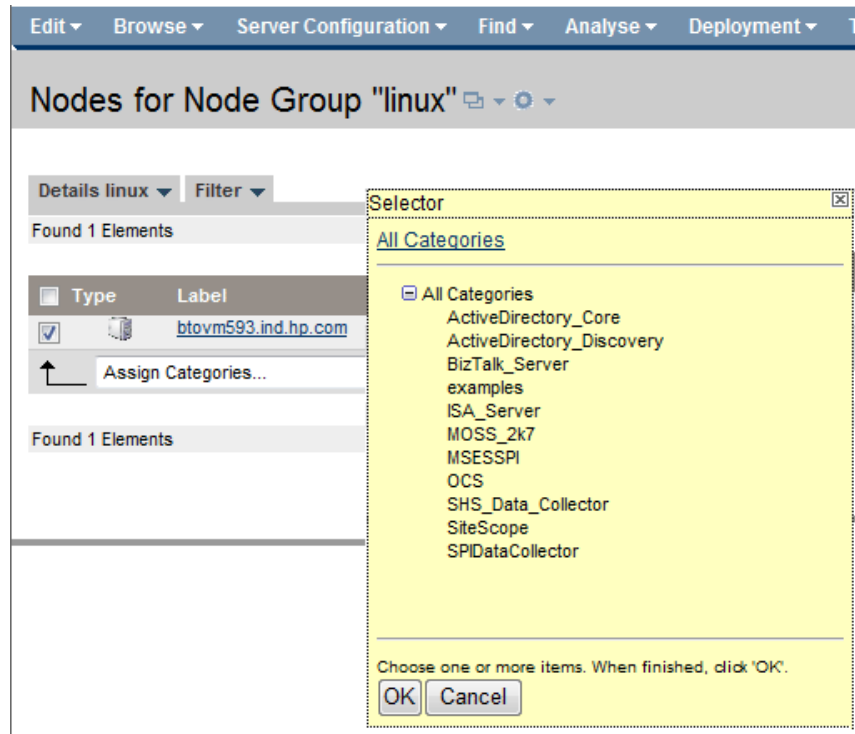 Edit Browse Server Configuration Find Analyse Deployment
Nodes for Node Group "linux"
Details linux Filter
Found 1 Elements
Type Label
btovm593.ind.hp.com
Assign Categories...
Found 1 Elements
Selector
All Categories
All Categories
ActiveDirectory_Core
ActiveDirectory_Discovery
BizTalk_Server
examples
ISA_Server
MOSS_2k7
MSESSPI
OCS
SHS_Data_Collector
SiteScope
SPIDataCollector
Choose one or more items. When finished, click 'OK'.
OK Cancel